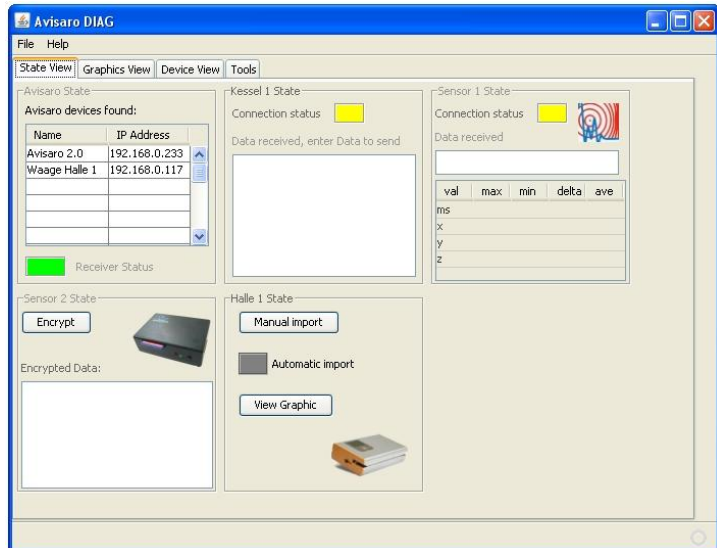 Avisaro DIAG
File Help
State View Graphics View Device View Tools
Avisaro State
Avisaro devices found:
Name IP Address
Avisaro 2.0 192.168.0.233
Waage Halle 1 192.168.0.117
Receiver Status
Kessel 1 State
Connection status
Data received, enter Data to send
Sensor 1 State
Connection status
Data received
val max min delta ave
ms
x
y
z
Sensor 2 State
Encrypt
Encrypted Data:
Halle 1 State
Manual import
Automatic import
View Graphic